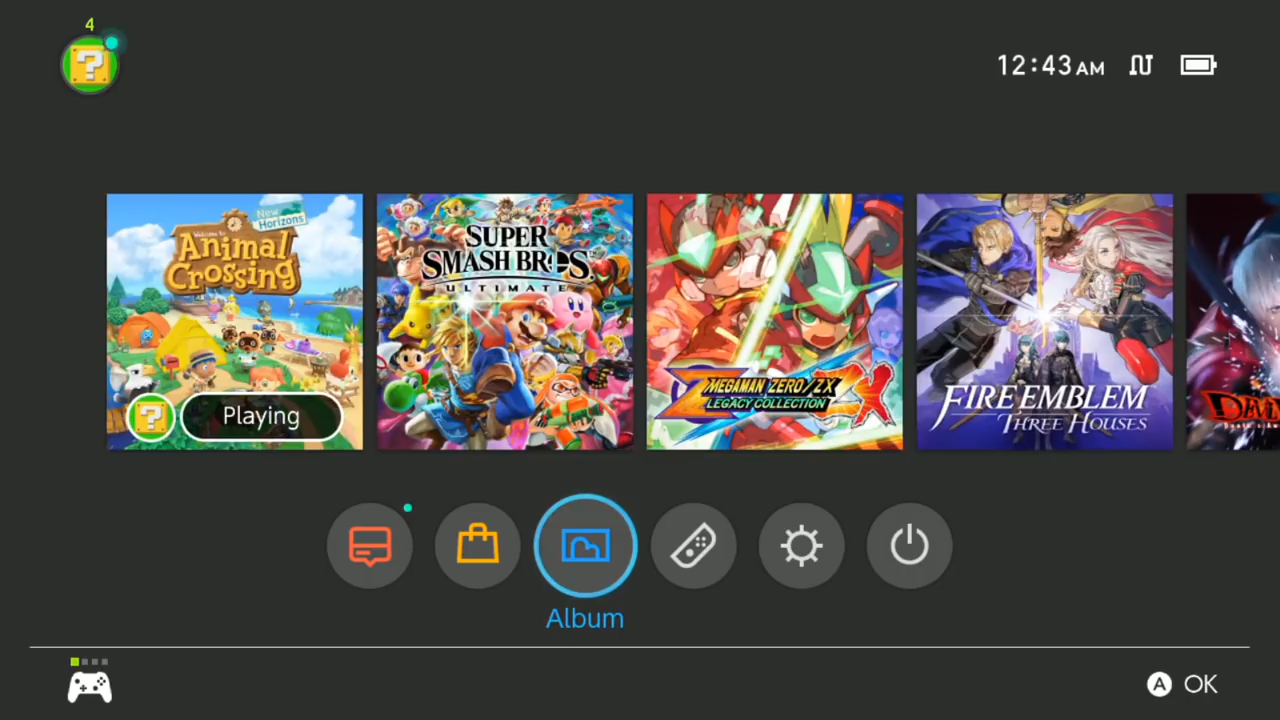 4
12:43 AM
New
Horizons
Welcome to
Animal
Crossing
Playing
SUPER
SMASH BROS.
ULTIMATE
MEGAMAN ZERO/ZX
LEGACY COLLECTION
ZX
FIRE EMBLEM
THREE HOUSES
Album
A OK